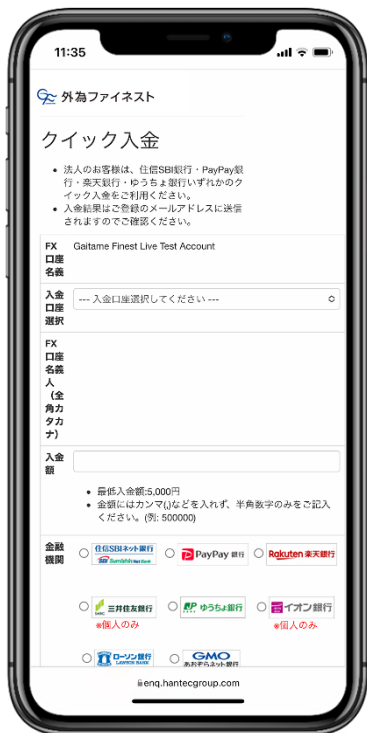 11:35
外為ファイネスト
クイック入金
• 法人のお客様は、住信SBI銀行・PayPay銀
行・楽天銀行・ゆうちょ銀行いずれかのク
イック入金をご利用ください。
• 入金結果はご登録のメールアドレスに送信
されますのでご確認ください。
FX
口座
名義
Gaitame Finest Live Test Account
入金
口座
選択
--- 入金口座選択してください ---
FX
口座
名義
人
(全
角カ
タカ
ナ)
入金
額
• 最低入金額:5,000円
• 金額にはカンマ(,)などを入れず、半角数字のみをご記入
ください。(例: 500000)
金融
機関
住信SBIネット銀行
SBI Sumishin Net Bank
PayPay 銀行
Rakuten 楽天銀行
三井住友銀行
※個人のみ
ゆうちょ銀行
イオン銀行
※個人のみ
ローソン銀行
LAWSON BANK
GMO
あおぞらネット銀行
enq.hantecgroup.com